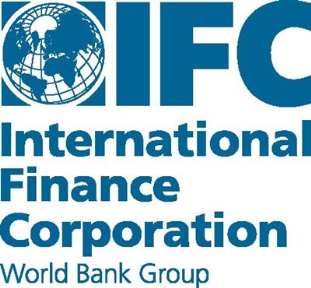 IFC
International
Finance
Corporation
World Bank Group